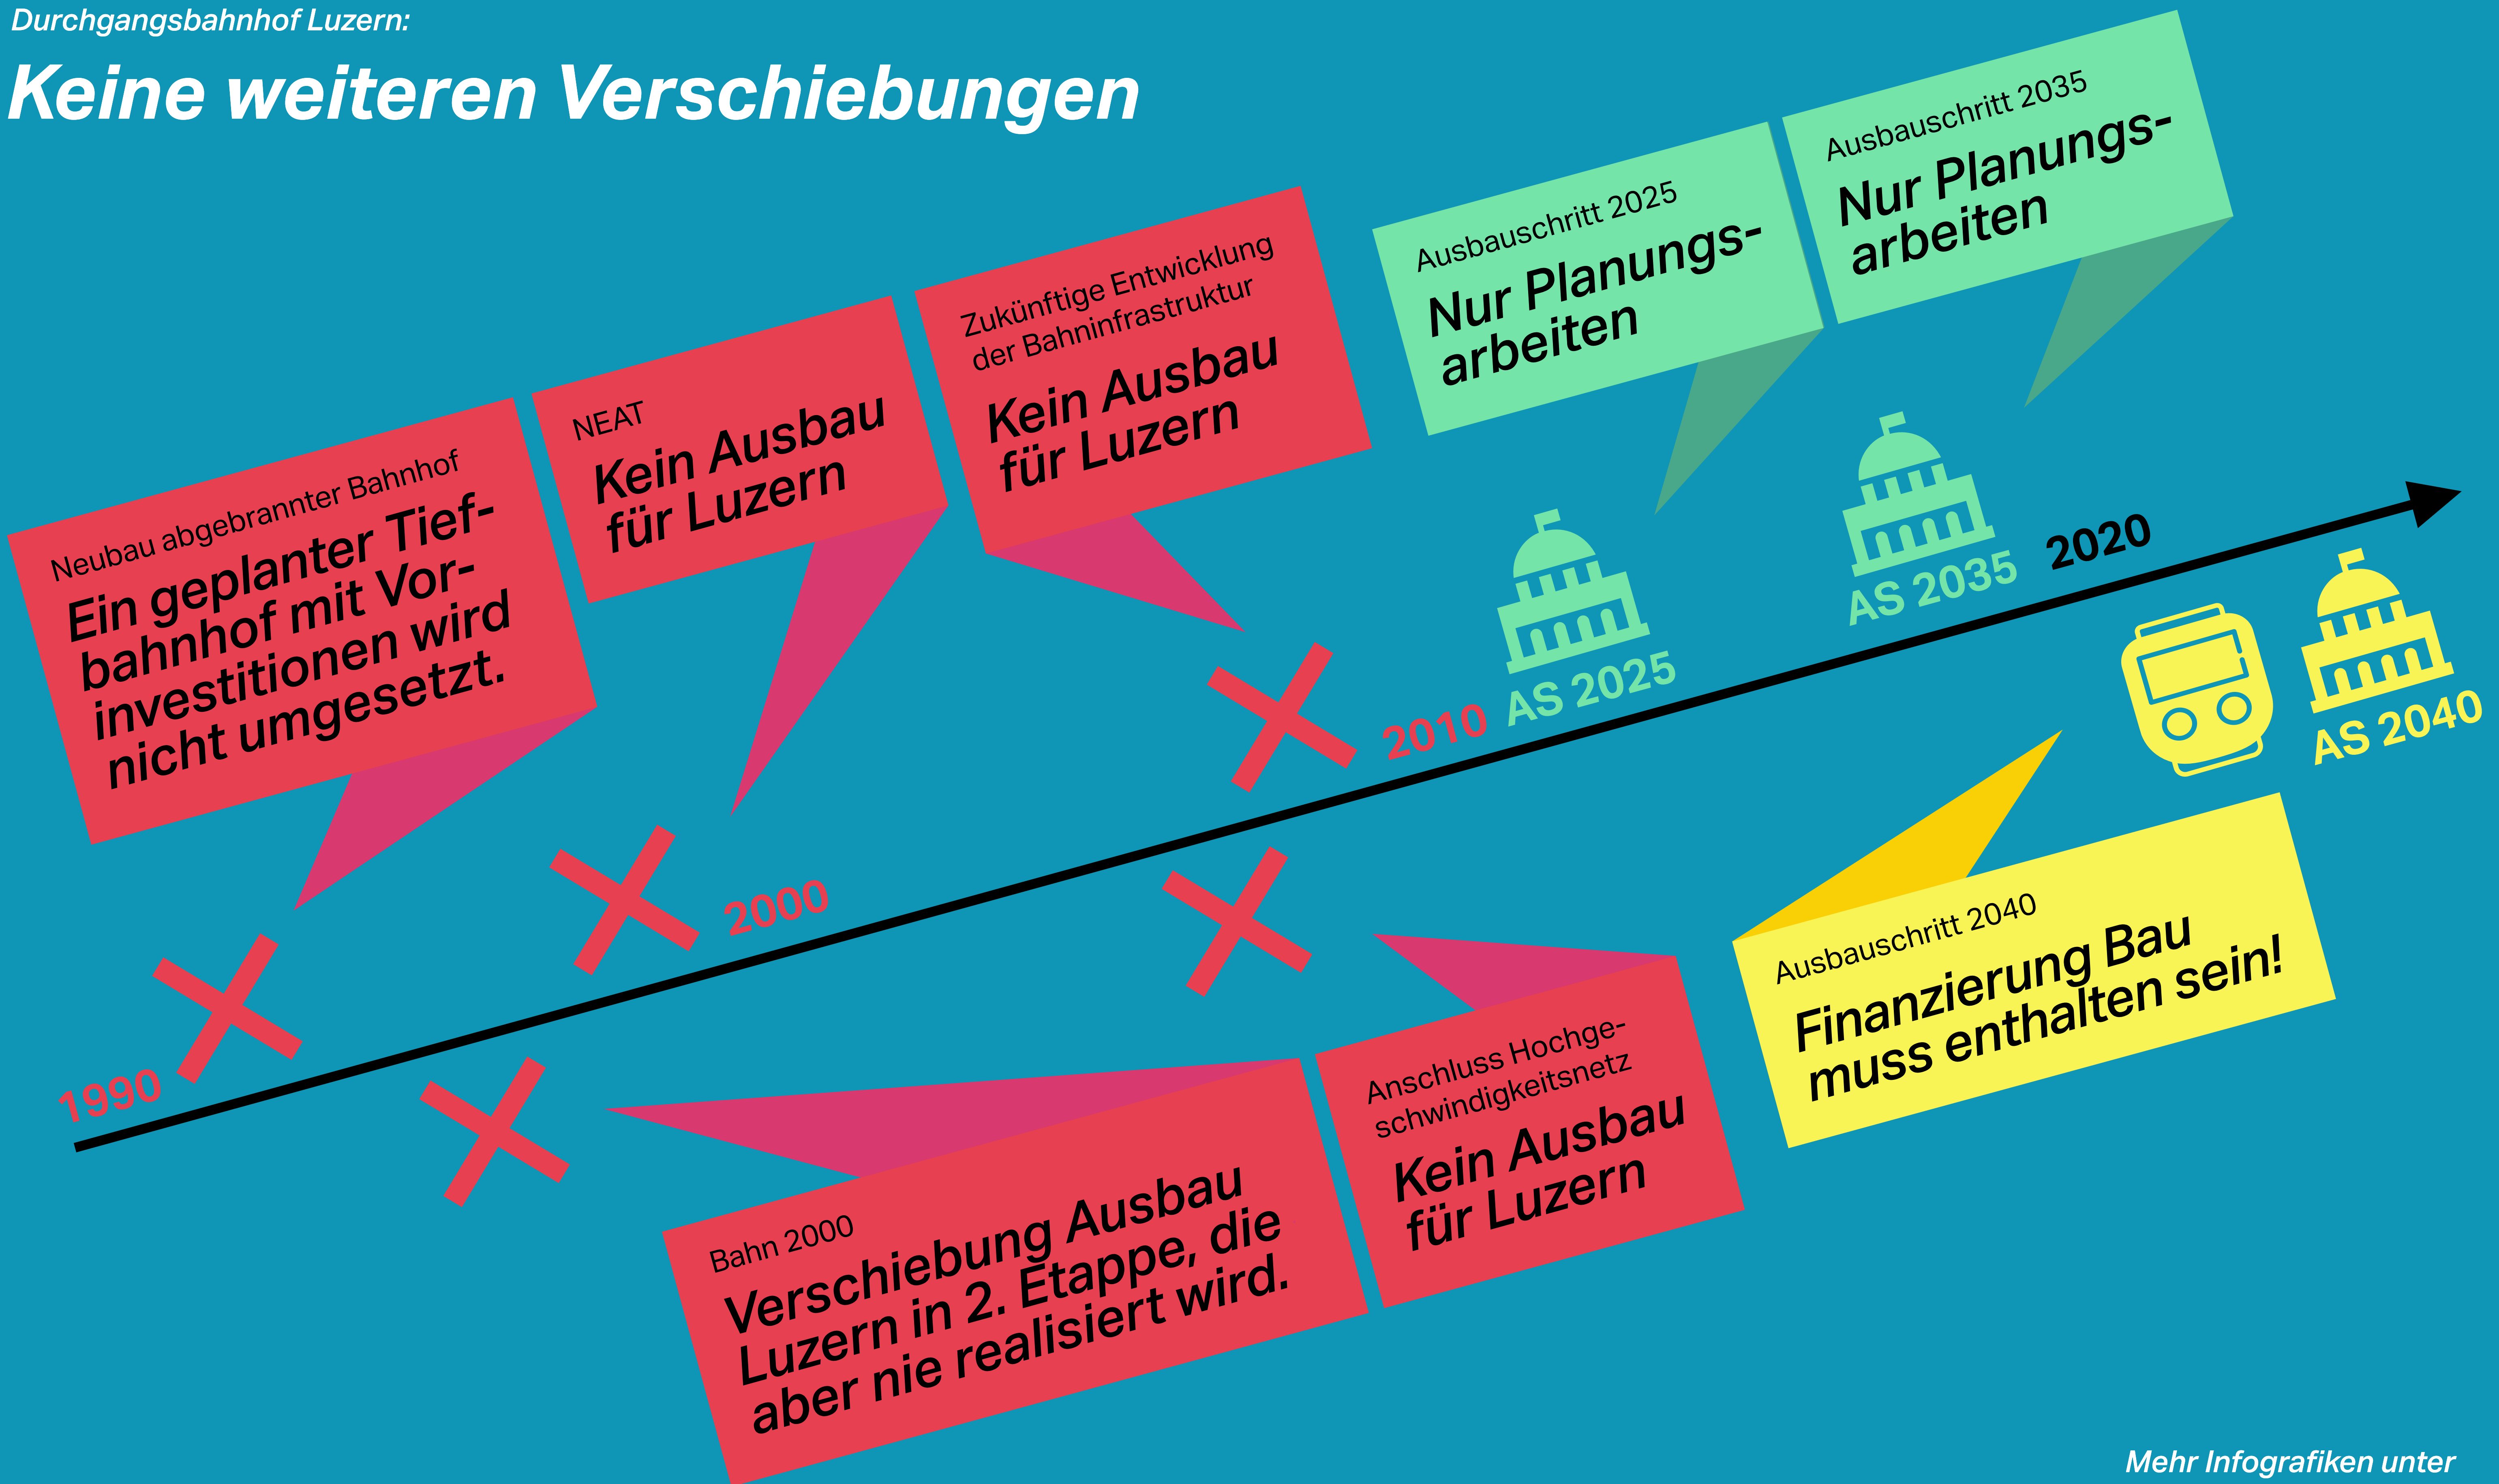 Durchgangsbahnhof Luzern:
Keine weiteren Verschiebungen
Neubau abgebrannter Bahnhof
Ein geplanter Tief-
bahnhof mit Vor-
investitionen wird
nicht umgesetzt.
NEAT
Kein Ausbau
für Luzern
Zukünftige Entwicklung
der Bahninfrastruktur
Kein Ausbau
für Luzern
Ausbauschritt 2025
Nur Planungs-
arbeiten
Ausbauschritt 2035
Nur Planungs-
arbeiten
1990
2000
2010
AS 2025
AS 2035
2020
AS 2040
Bahn 2000
Verschiebung Ausbau
Luzern in 2. Etappe, die
aber nie realisiert wird.
Anschluss Hochge-
schwindigkeitsnetz
Kein Ausbau
für Luzern
Ausbauschritt 2040
Finanzierung Bau
muss enthalten sein!
Mehr Infografiken unter